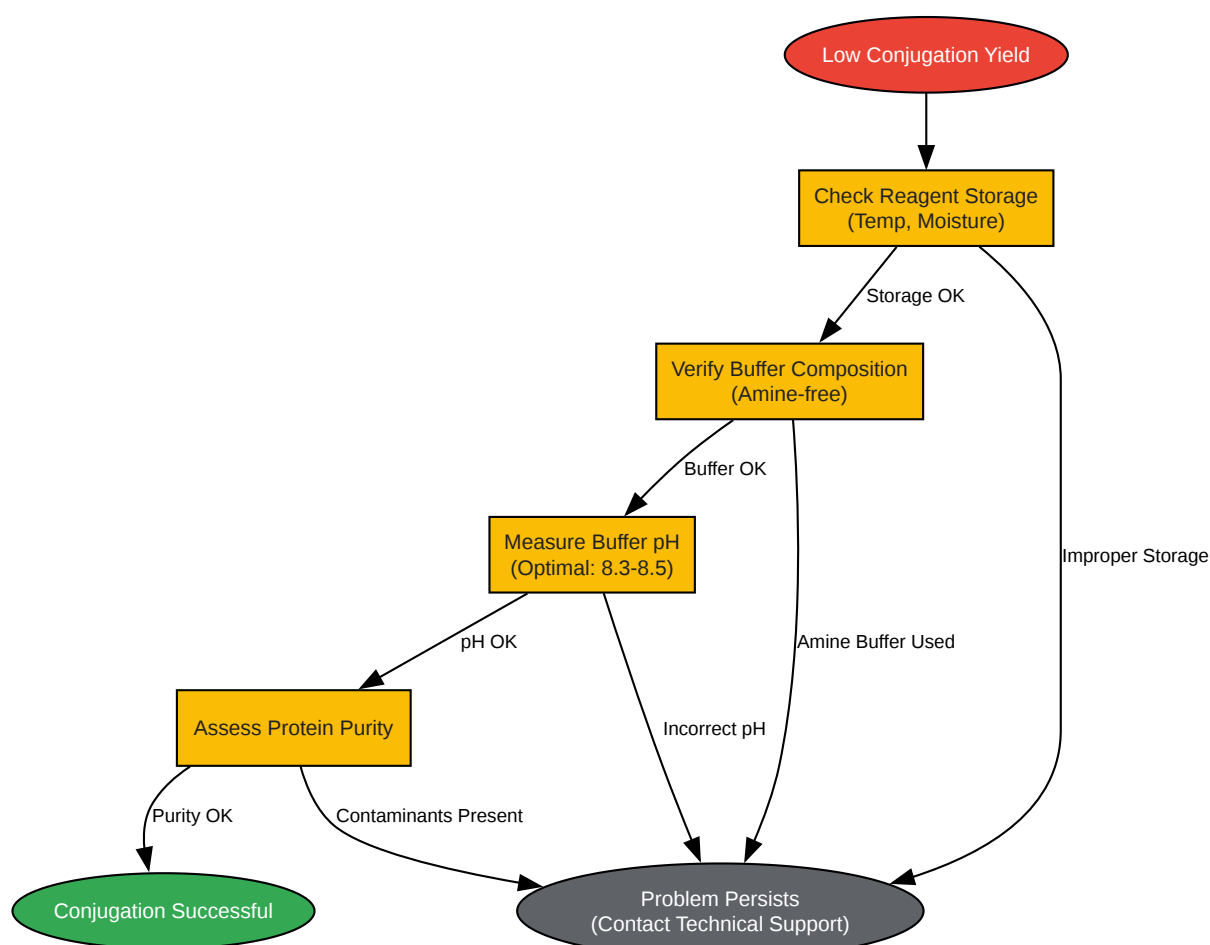 Low Conjugation Yield
Check Reagent Storage
(Temp, Moisture)
Storage OK
Verify Buffer Composition
(Amine-free)
Buffer OK
Measure Buffer pH
(Optimal: 8.3-8.5)
Improper Storage
pH OK
Amine Buffer Used
Assess Protein Purity
Incorrect pH
Purity OK
Contaminants Present
Conjugation Successful
Problem Persists
(Contact Technical Support)